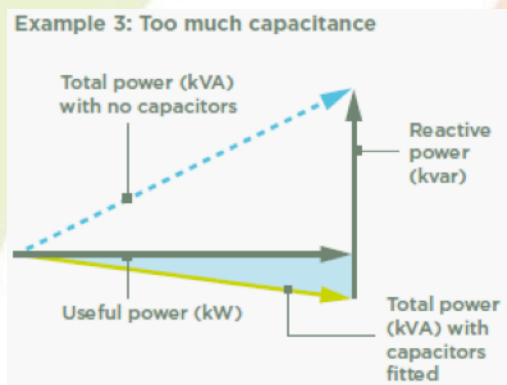 Example 3: Too much capacitance
Total power (kVA)
with no capacitors
Reactive
power
(kvar)
Useful power (kW)
Total power
(kVA) with
capacitors
fitted